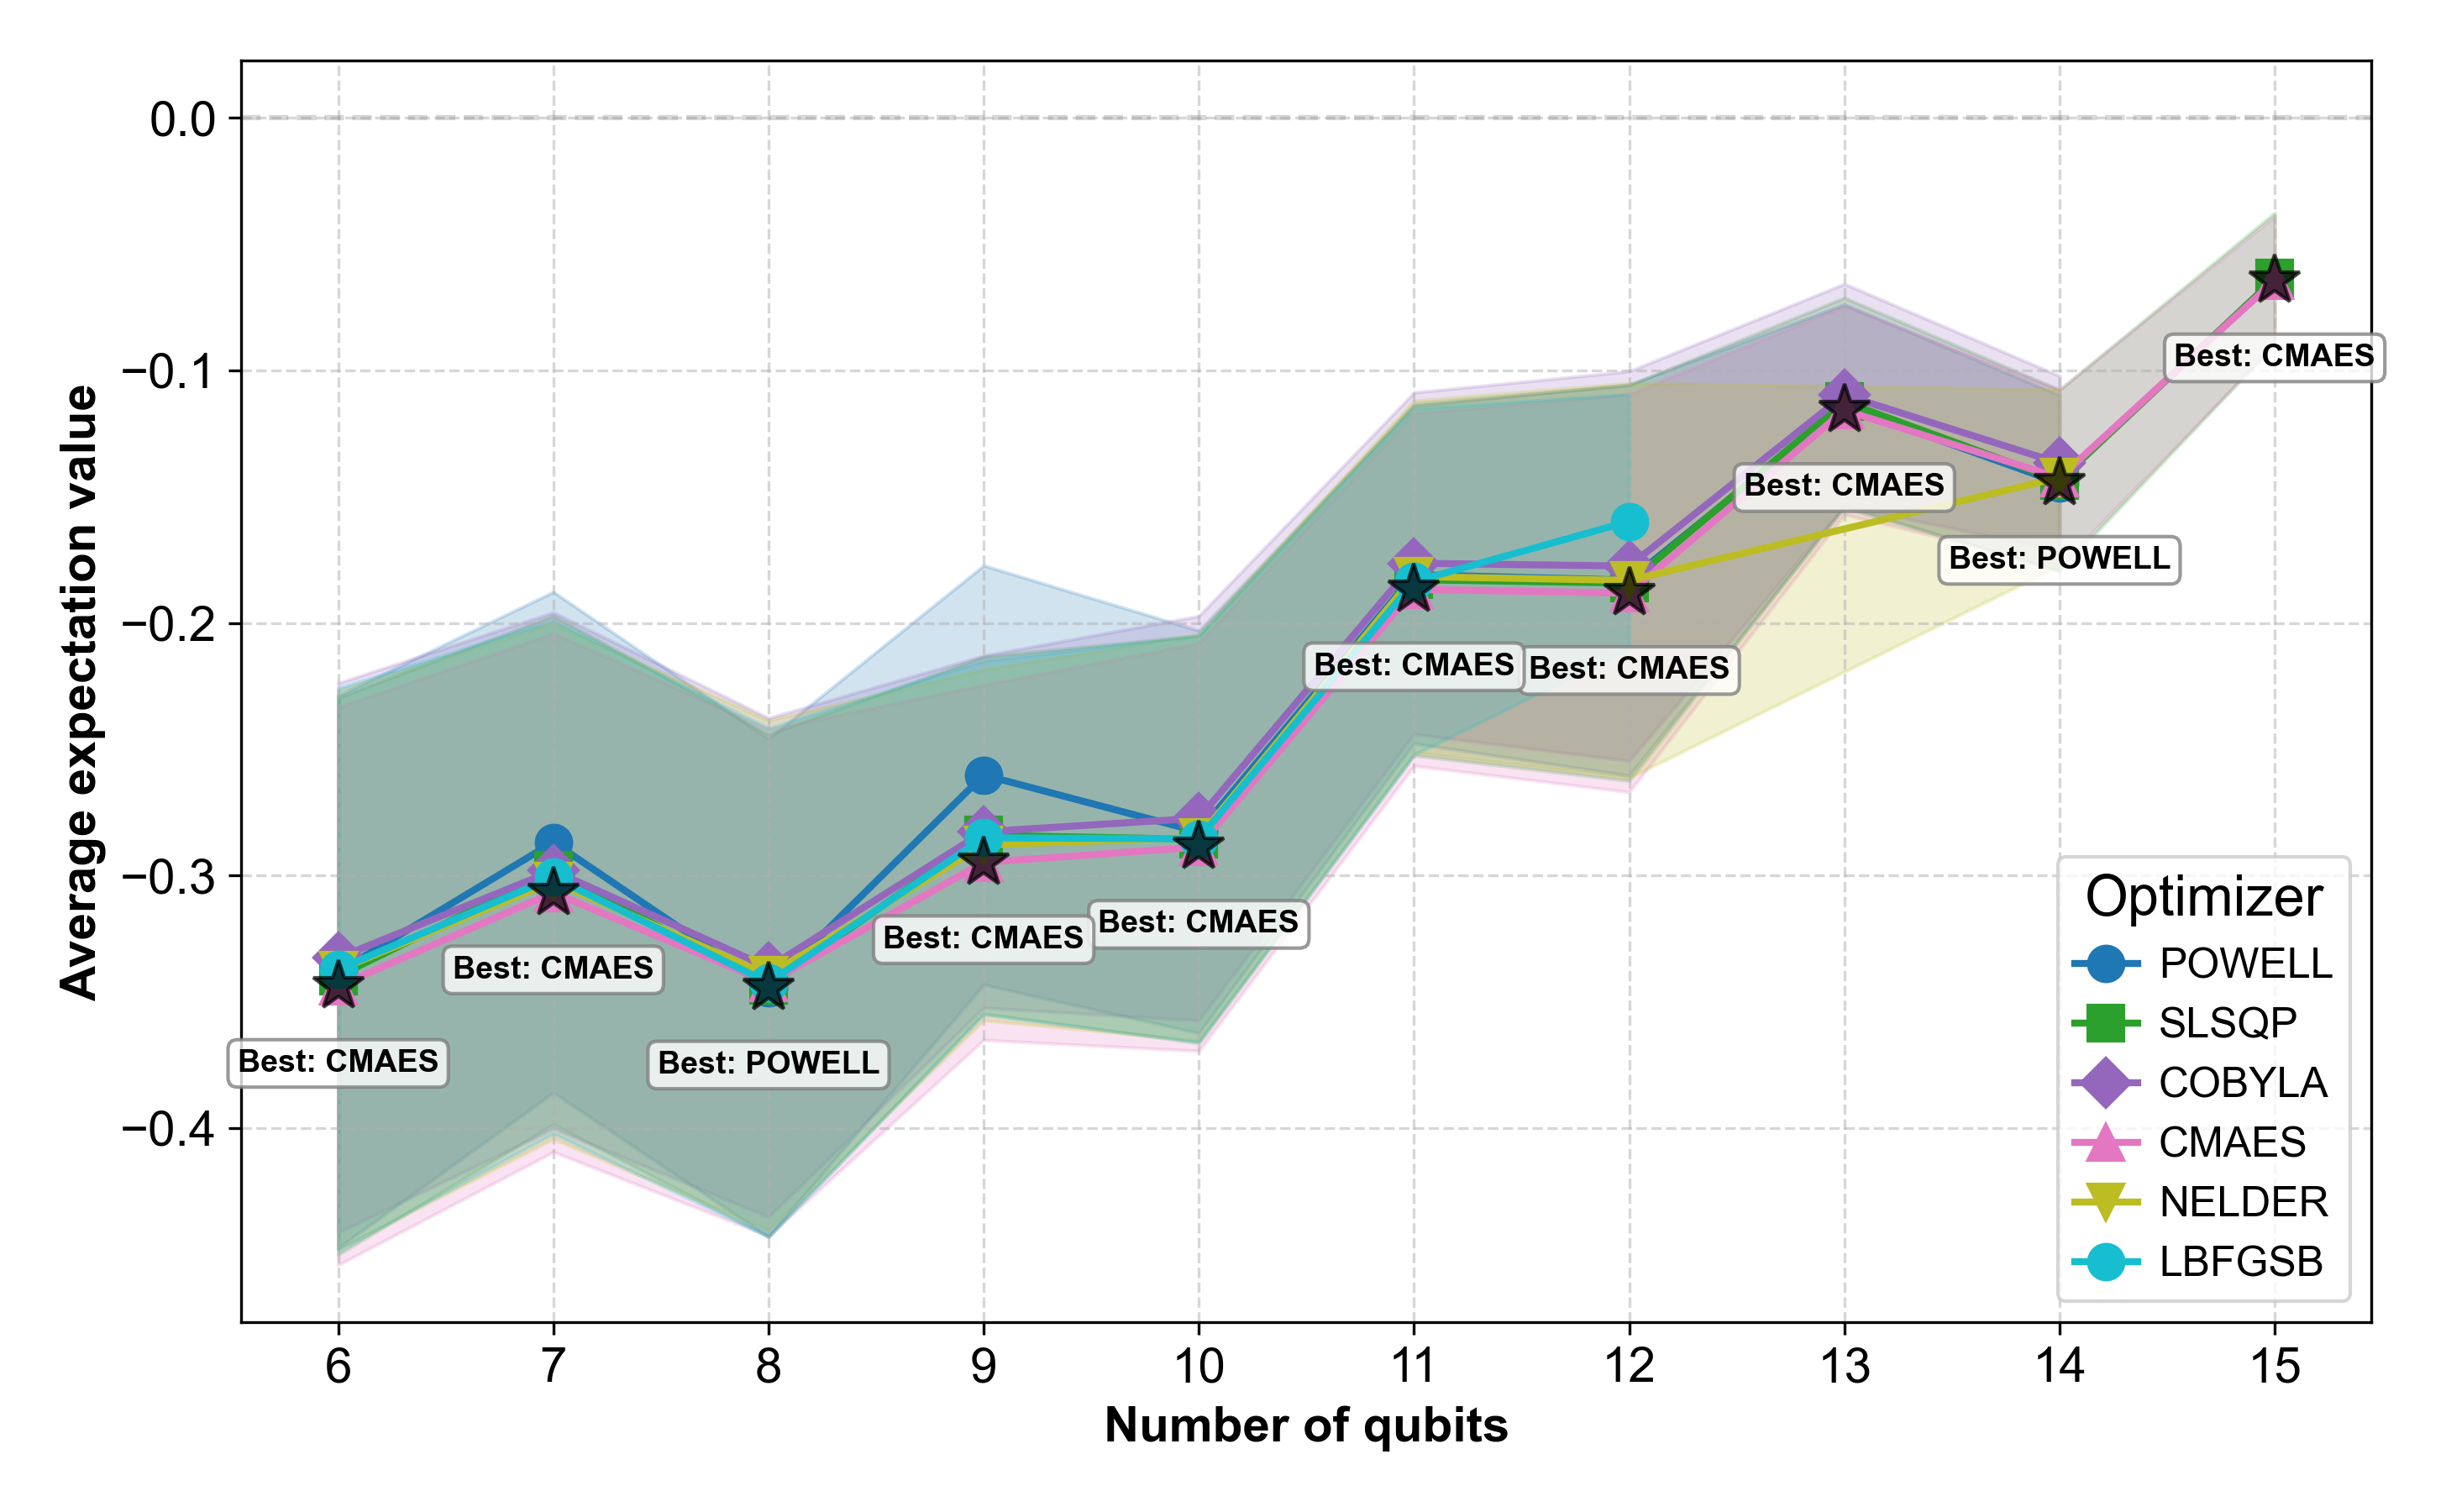 0.0
−0.1
−0.2
−0.3
−0.4
Average expectation value
Best: CMAES
Best: CMAES
Best: POWELL
Best: CMAES
Best: CMAES
Best: CMAES
Best: CMAES
Best: CMAES
Best: POWELL
Best: CMAES
Optimizer
POWELL
SLSQP
COBYLA
CMAES
NELDER
LBFGSB
6 7 8 9 10 11 12 13 14 15
Number of qubits